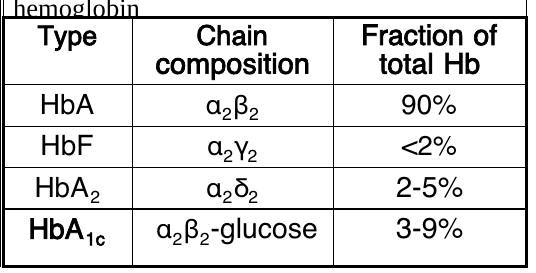 hemoglobin
Type Chain composition Fraction of total Hb
HbA α₂β₂ 90%
HbF α₂γ₂ <2%
HbA₂ α₂δ₂ 2-5%
HbA₁c α₂β₂-glucose 3-9%